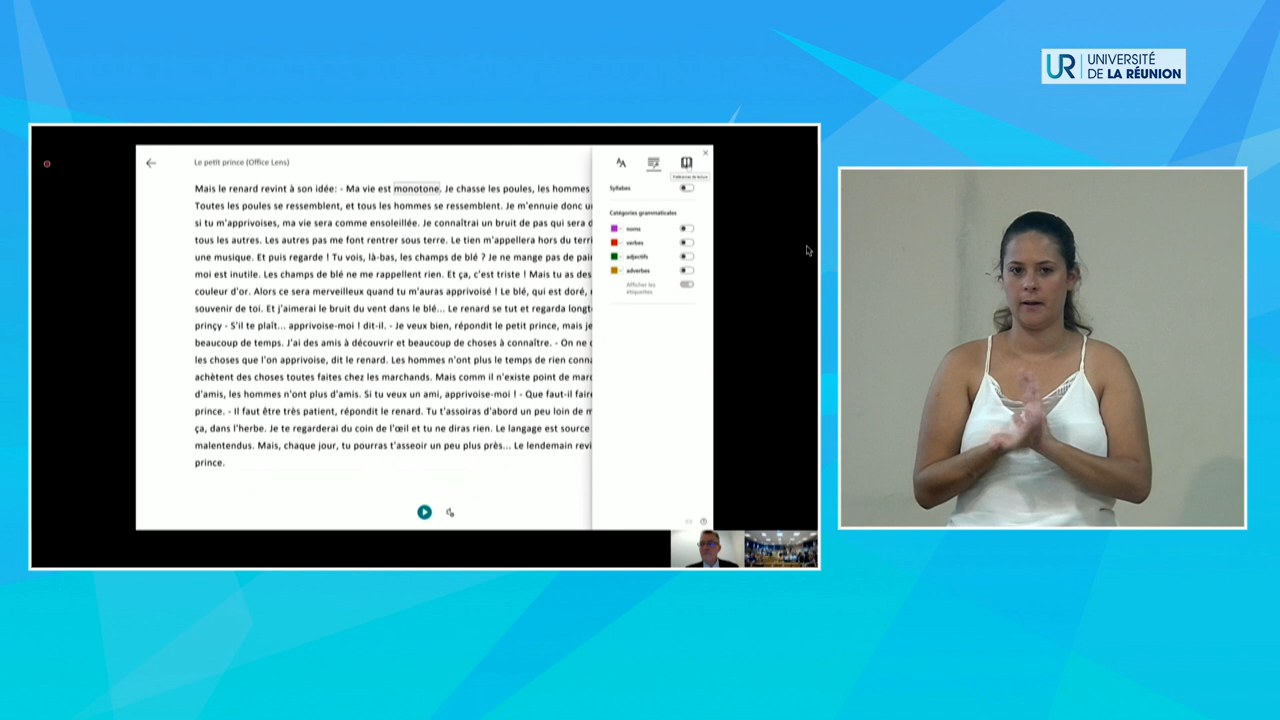 UR UNIVERSITÉ
DE LA RÉUNION
Le petit prince (Office Lens)
Mais le renard revint à son idée: - Ma vie est monotone. Je chasse les poules, les hommes
Toutes les poules se ressemblent, et tous les hommes se ressemblent. Je m'ennuie donc u
si tu m'apprivoises, ma vie sera comme ensoleillée. Je connaîtrai un bruit de pas qui sera d
tous les autres. Les autres pas me font rentrer sous terre. Le tien m'appellera hors du terri
une musique. Et puis regarde ! Tu vois, là-bas, les champs de blé ? Je ne mange pas de pai
moi est inutile. Les champs de blé ne me rappellent rien. Et ça, c'est triste ! Mais tu as des
couleur d'or. Alors ce sera merveilleux quand tu m'auras apprivoisé ! Le blé, qui est doré,
souvenir de toi. Et j'aimerai le bruit du vent dans le blé... Le renard se tut et regarda longt
prinçy - S'il te plaît... apprivoise-moi ! dit-il. - Je veux bien, répondit le petit prince, mais je
beaucoup de temps. J'ai des amis à découvrir et beaucoup de choses à connaître. - On ne
les choses que l'on apprivoise, dit le renard. Les hommes n'ont plus le temps de rien conna
achètent des choses toutes faites chez les marchands. Mais comm il n'existe point de marc
d'amis, les hommes n'ont plus d'amis. Si tu veux un ami, apprivoise-moi ! - Que faut-il fair
prince. - Il faut être très patient, répondit le renard. Tu t'assoiras d'abord un peu loin de m
ça, dans l'herbe. Je te regarderai du coin de l'œil et tu ne diras rien. Le langage est source
malentendus. Mais, chaque jour, tu pourras t'asseoir un peu plus près... Le lendemain revi
prince.
Préférences de lecture
Syllabes
Catégories grammaticales
noms
verbes
adjectifs
adverbes
Afficher les
étiquettes